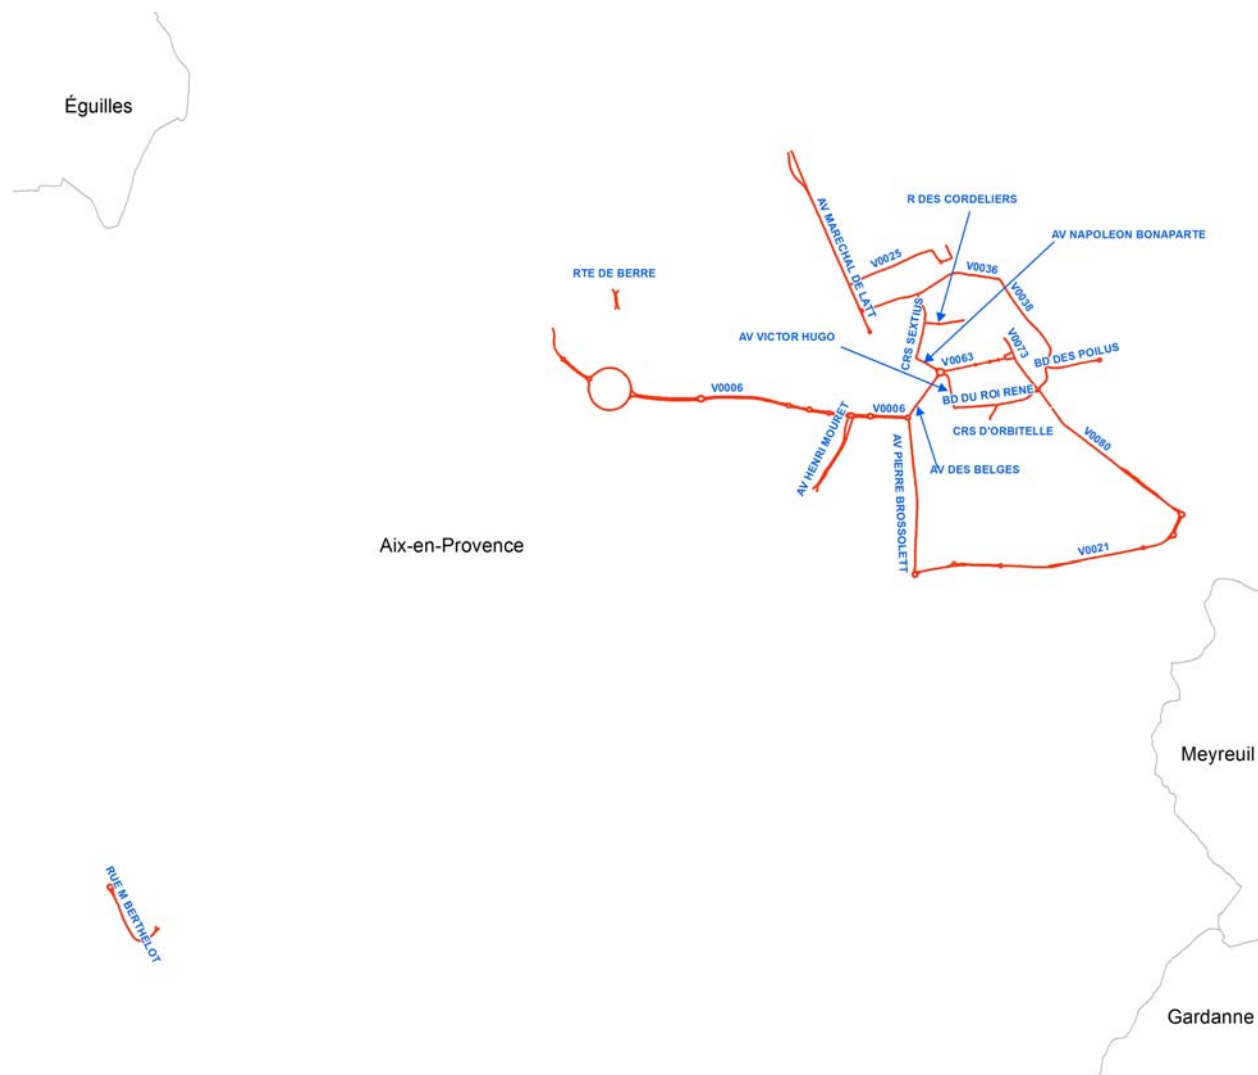 Éguilles
R DES CORDELIERS
AV MARECHAL DE LATT
AV NAPOLEON BONAPARTE
V0025
V0036
RTE DE BERRE
V0038
CRS SEXTIUS
AV VICTOR HUGO
V0073
V0063
BD DES POILUS
V0006
BD DU ROI RENE
V0006
AV HENRI MOURET
CRS D'ORBITELLE
V0080
AV PIERRE BROSSOLETT
AV DES BELGES
Aix-en-Provence
V0021
Meyreuil
RUE M BERTHELOT
Gardanne